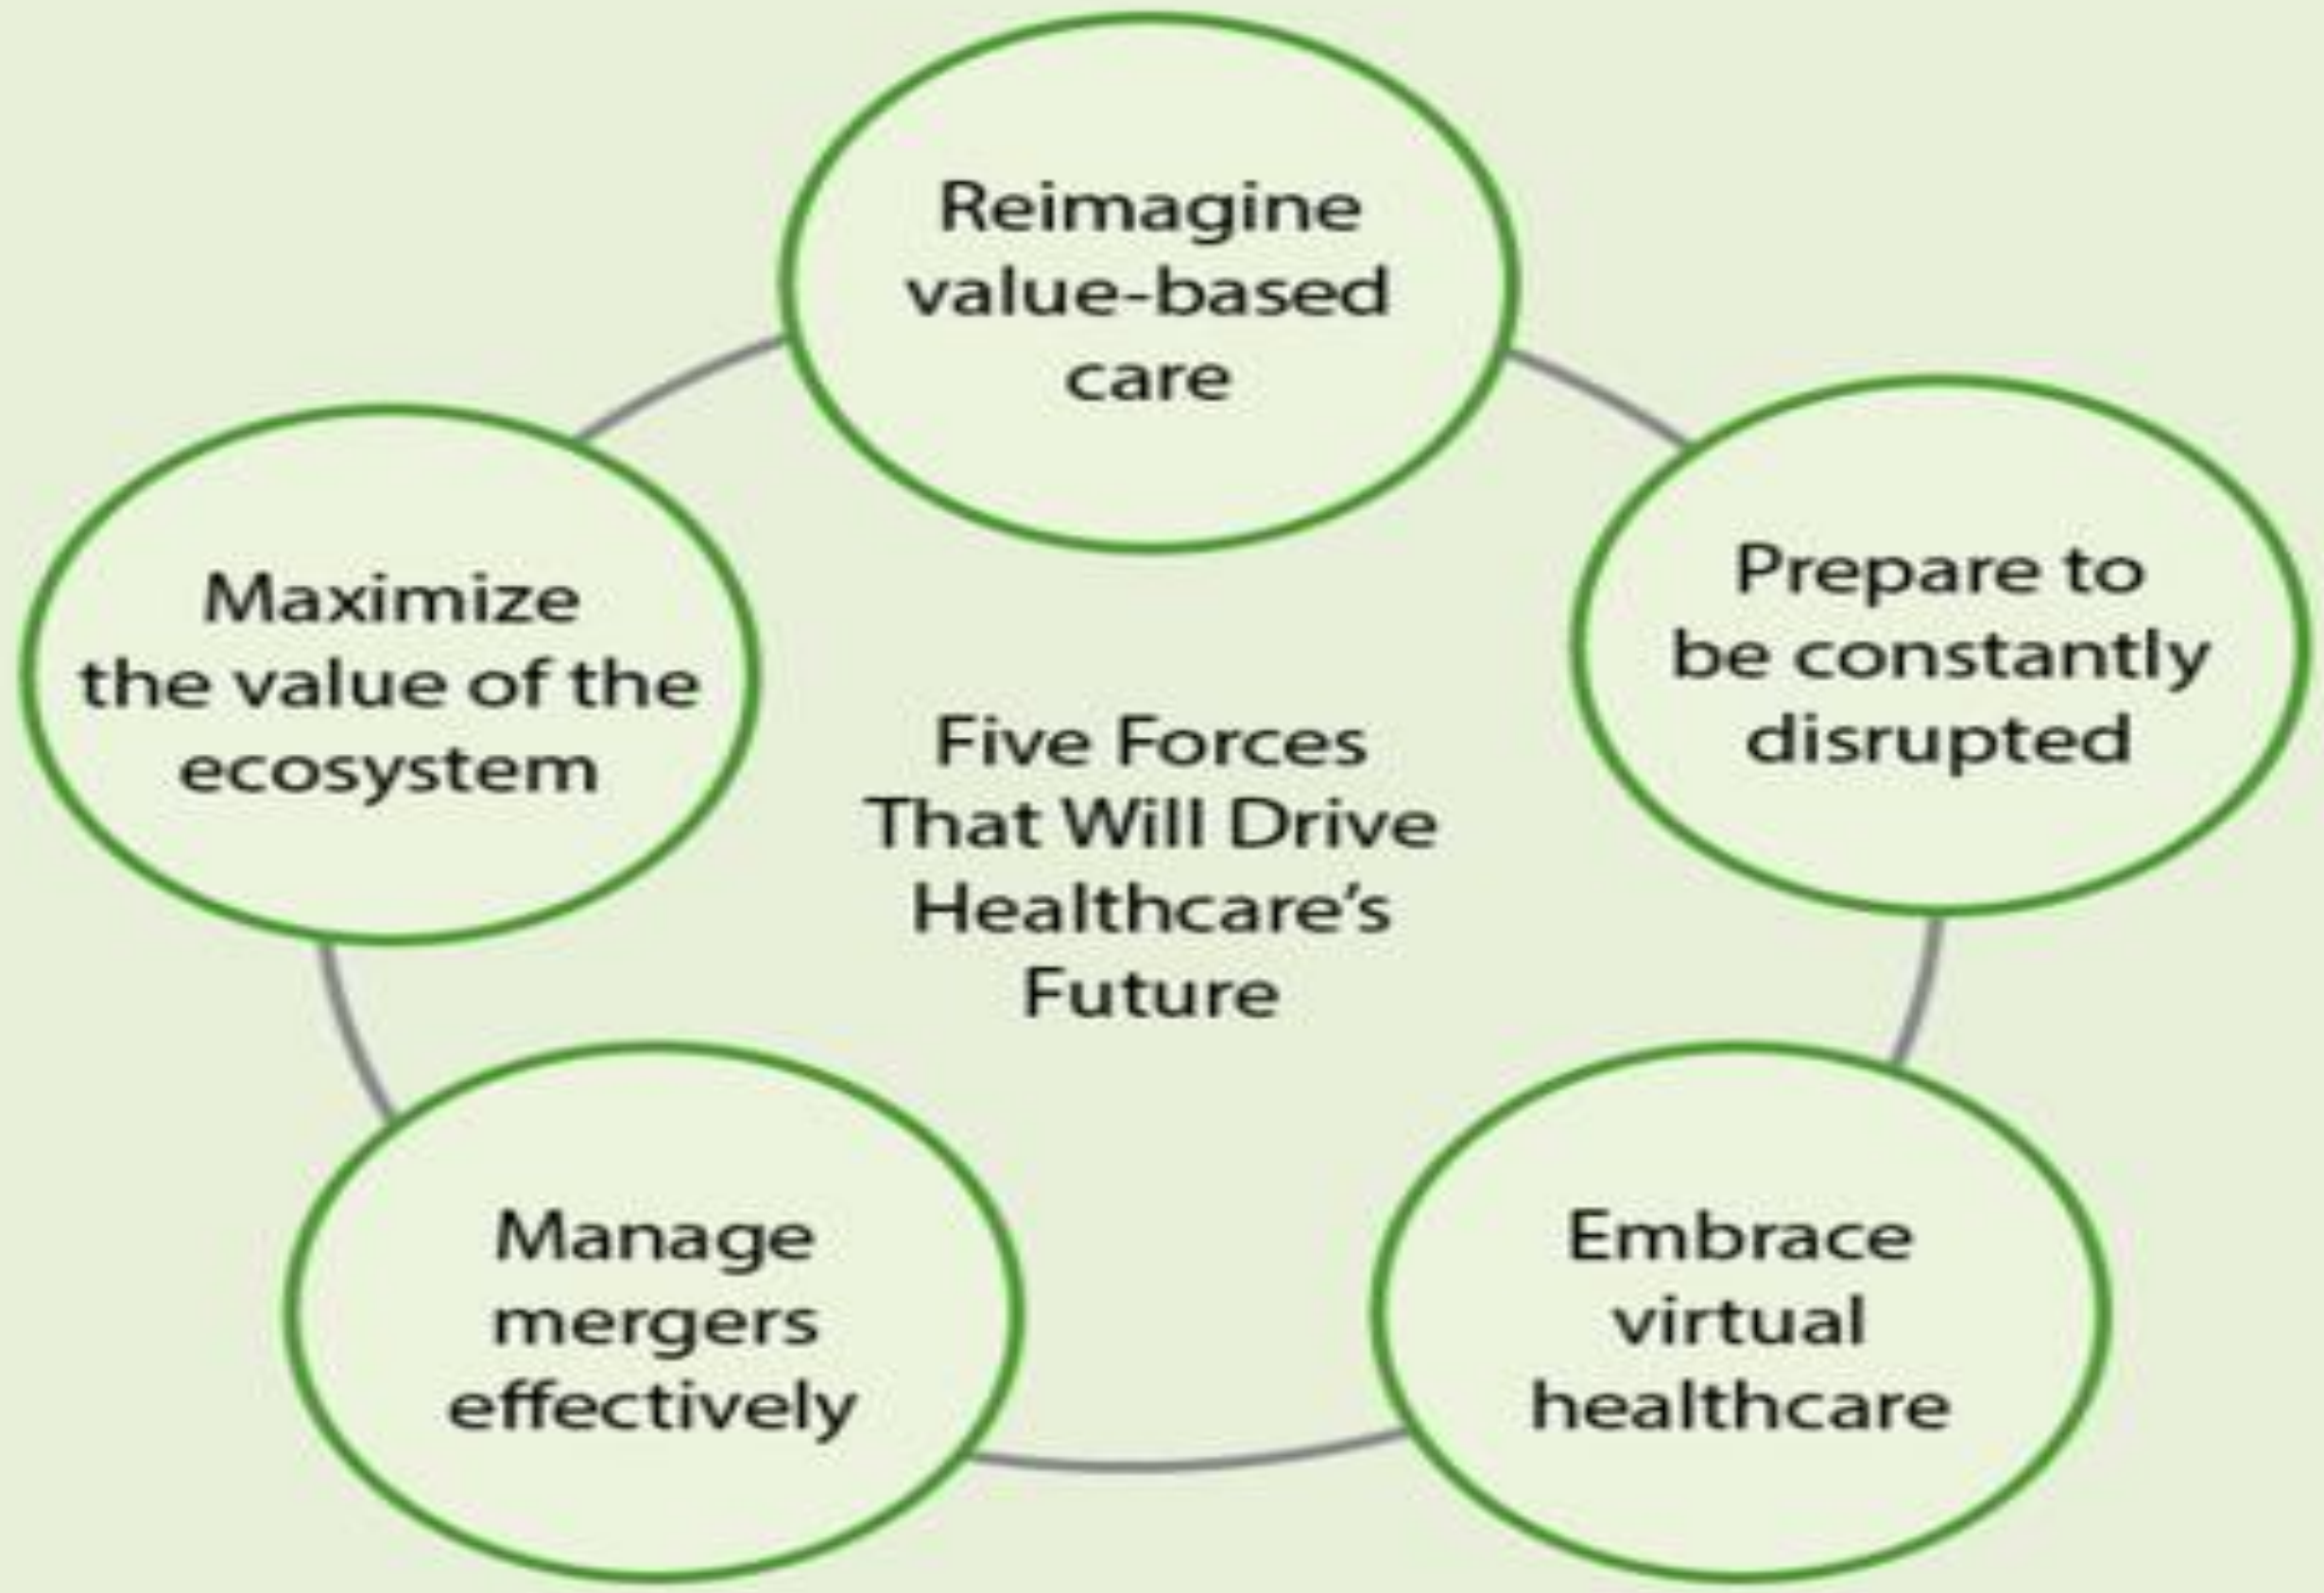 Reimagine
value-based
care
Prepare to
be constantly
disrupted
Maximize
the value of the
ecosystem
Five Forces
That Will Drive
Healthcare’s
Future
Manage
mergers
effectively
Embrace
virtual
healthcare